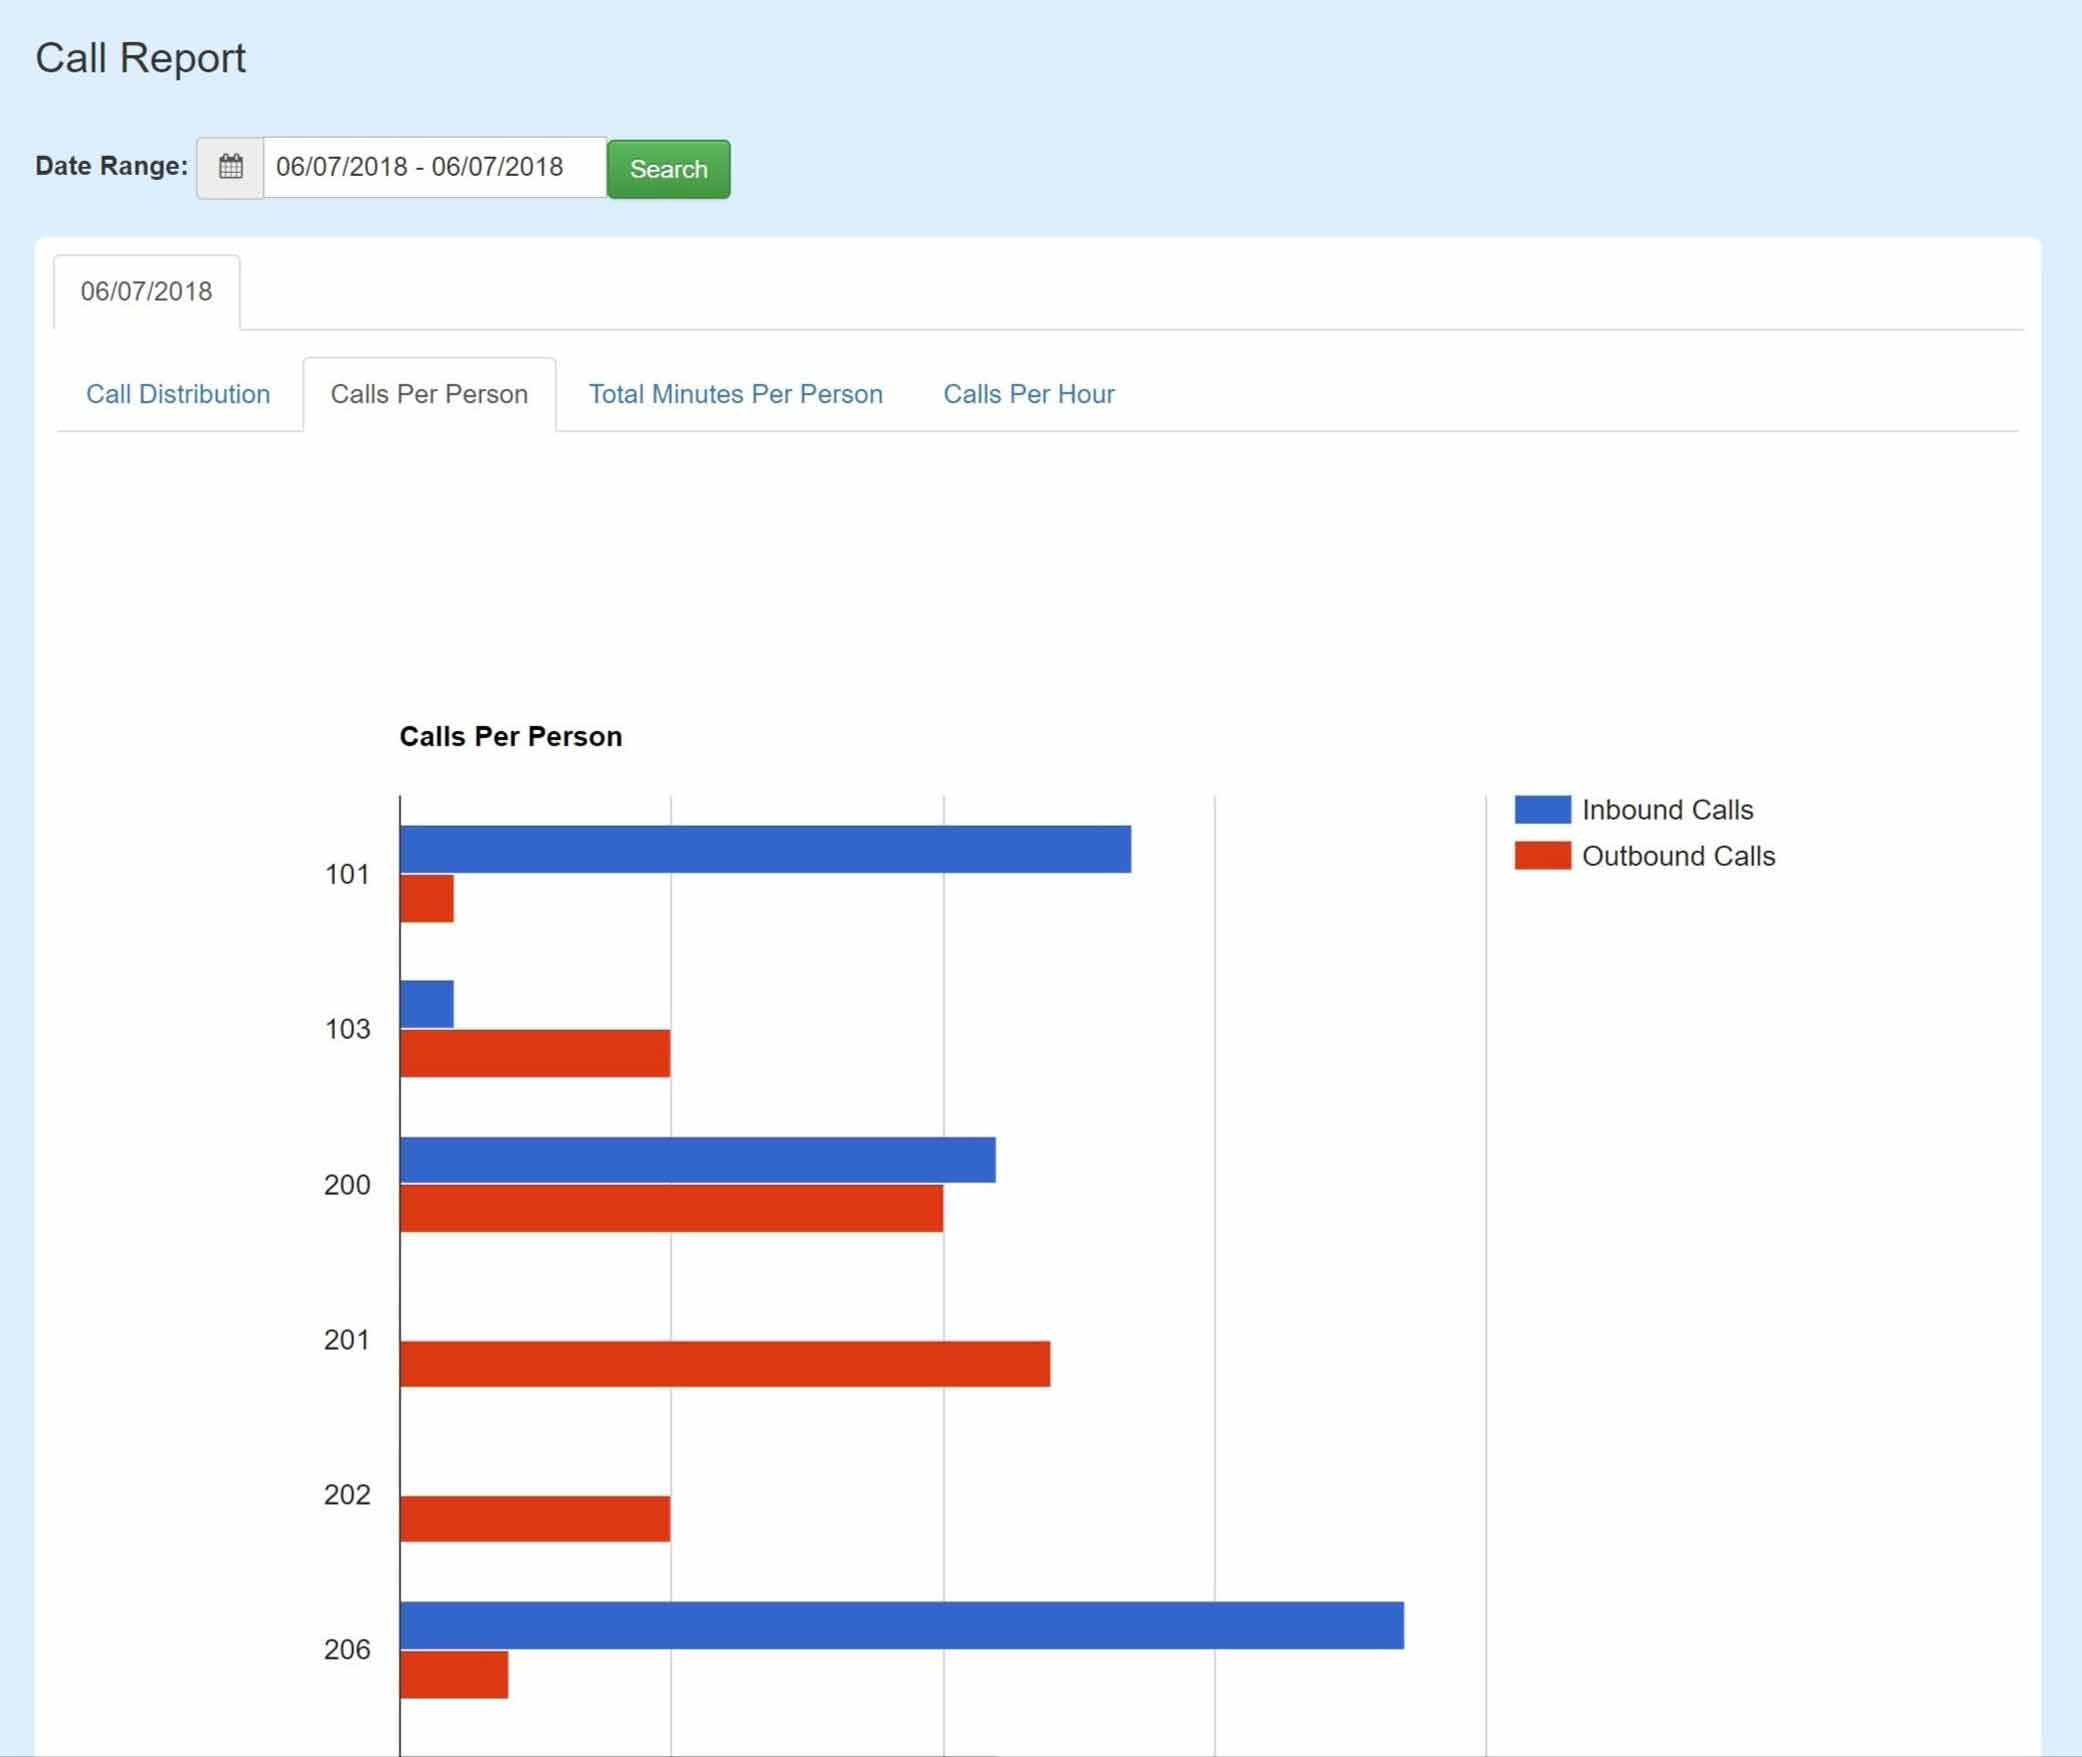 Call Report
Date Range: 06/07/2018 - 06/07/2018 Search
06/07/2018
Call Distribution Calls Per Person Total Minutes Per Person Calls Per Hour
Calls Per Person
Inbound Calls
Outbound Calls
101
103
200
201
202
206